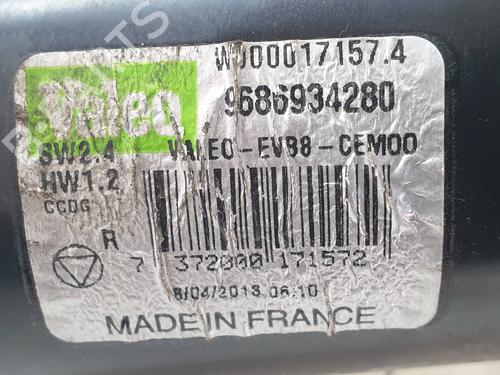 W000017157.4
Valeo
9686934280
SW2.4 VALEO-EVB8-CEM00
HW1.2
CCDG
R
7 372000 171572
8/04/2013 06:10
MADE IN FRANCE